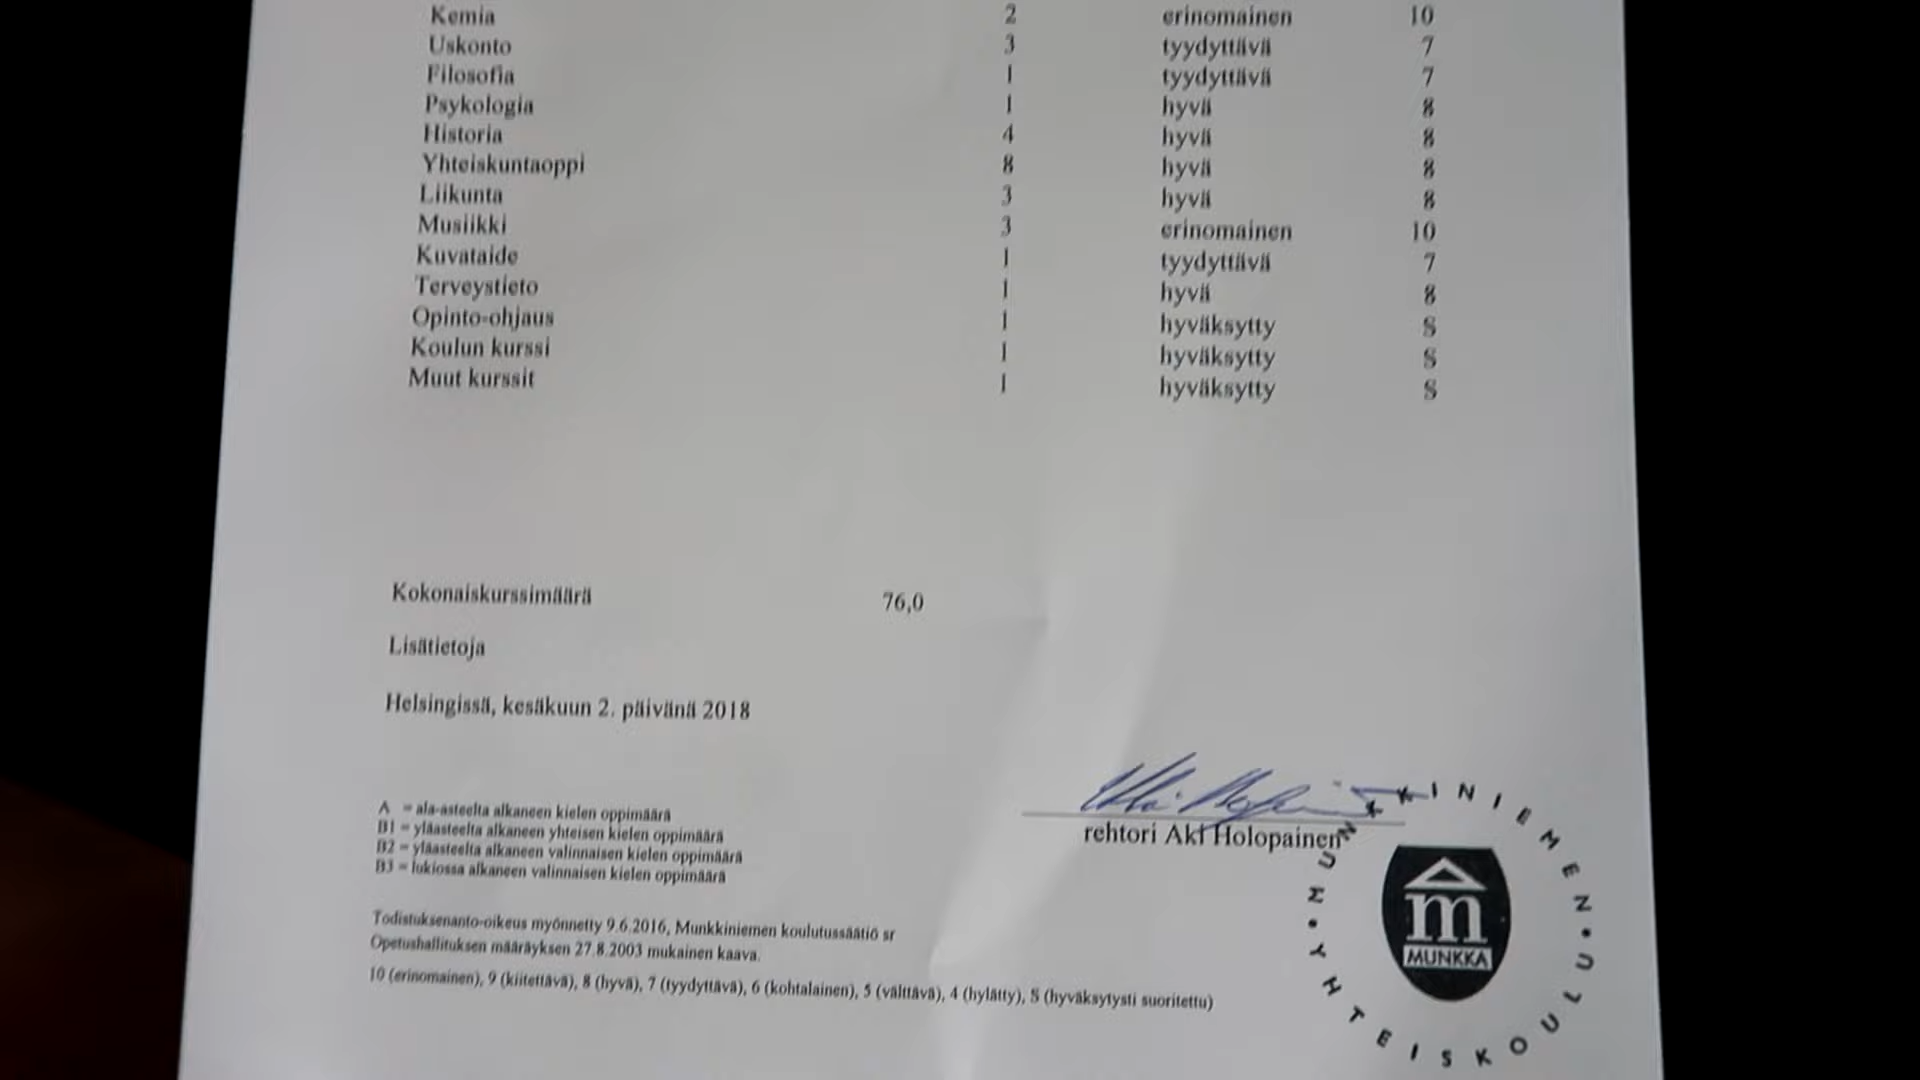 Kemia 2 erinomainen 10
Uskonto 3 tyydyttävä 7
Filosofia 1 tyydyttävä 7
Psykologia 1 hyvä 8
Historia 4 hyvä 8
Yhteiskuntaoppi 8 hyvä 8
Liikunta 3 hyvä 8
Musiikki 3 erinomainen 10
Kuvataide 1 tyydyttävä 7
Terveystieto 1 hyvä 8
Opinto-ohjaus 1 hyväksytty S
Koulun kurssi 1 hyväksytty S
Muut kurssit 1 hyväksytty S
Kokonaiskurssimäärä 76,0
Lisätietoja
Helsingissä, kesäkuun 2. päivänä 2018
rehtori Aki Holopainen
A = ala-asteelta alkaneen kielen oppimäärä
B1 = yläasteelta alkaneen yhteisen kielen oppimäärä
B2 = yläasteelta alkaneen valinnaisen kielen oppimäärä
B3 = lukiossa alkaneen valinnaisen kielen oppimäärä
Todistuksenanto-oikeus myönnetty 9.6.2016, Munkkiniemen koulutussäätiö sr
Opetushallituksen määräyksen 27.8.2003 mukainen kaava.
10 (erinomainen), 9 (kiitettävä), 8 (hyvä), 7 (tyydyttävä), 6 (kohtalainen), 5 (välttävä), 4 (hylätty), S (hyväksytysti suoritettu)
MUNKKINIEMEN • YHTEISKOULU •
m
MUNKKA